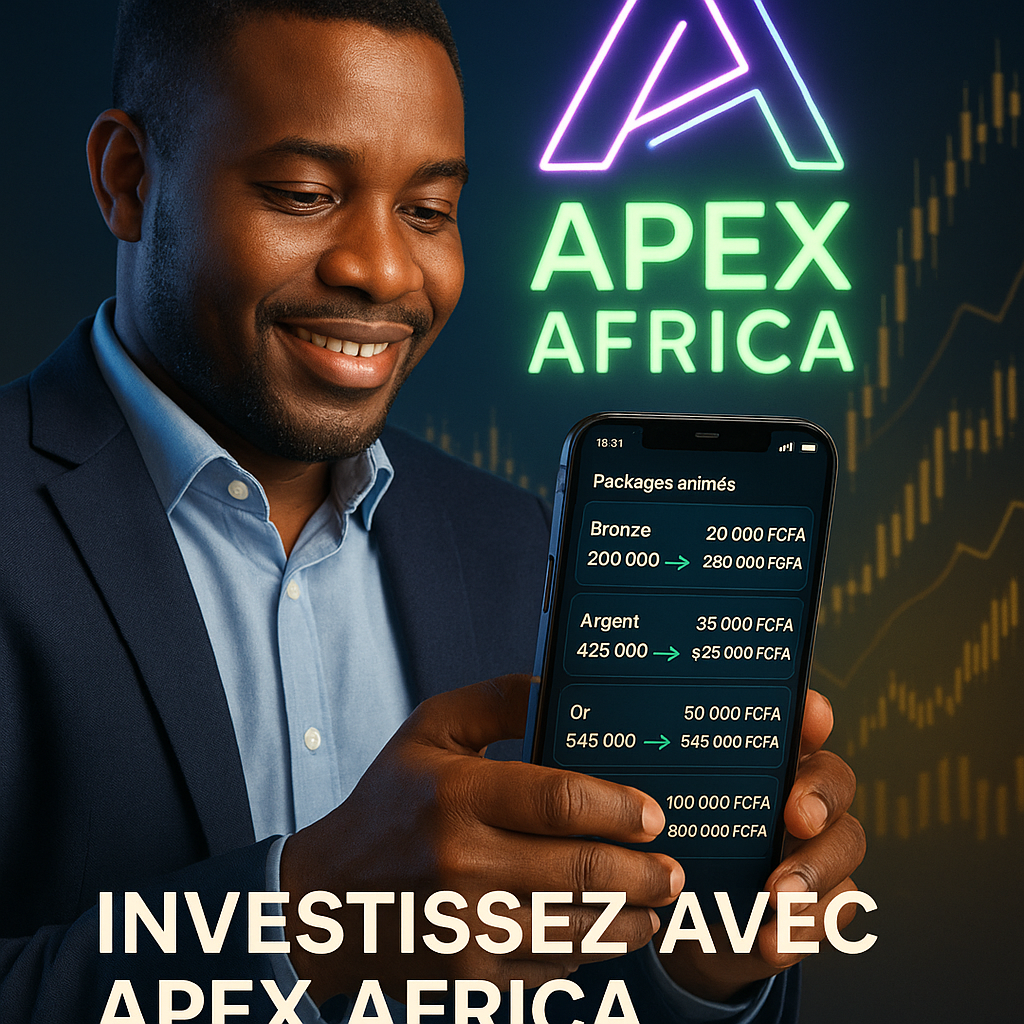 APEX
AFRICA
18.31
Packages animés
Bronze 20 000 FCFA
200 000 → 280 000 FGFA
Argent 35 000 FCFA
425 000 → $25 000 FCFA
Or 50 000 FCFA
545 000 → 545 000 FCFA
100 000 FCFA
800 000 FCFA
INVESTISSEZ AVEC
APEX AFRICA